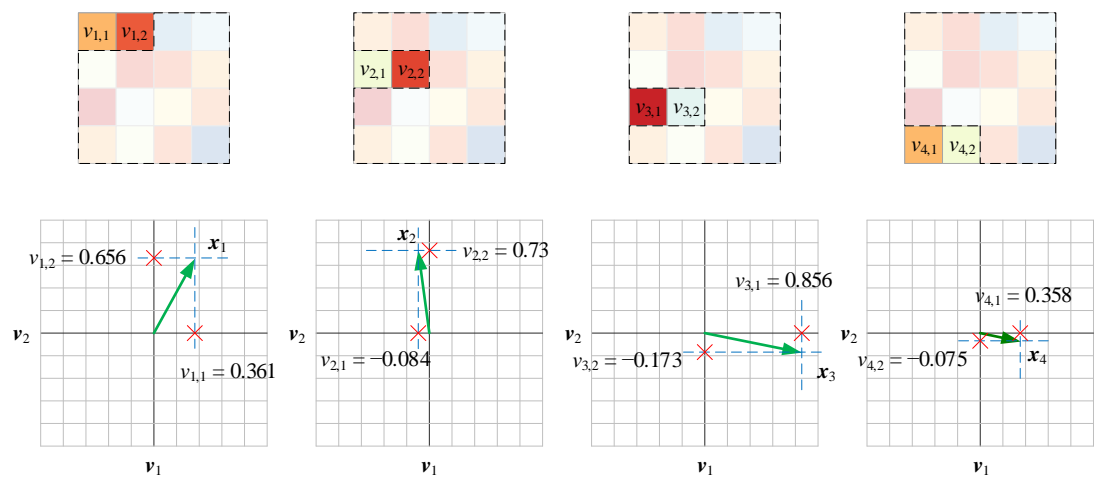 v1,1 v1,2
v2,1 v2,2
v3,1 v3,2
v4,1 v4,2
v1,2 = 0.656
x1
v2
v1,1 = 0.361
v1
x2
v2,2 = 0.73
v2
v2,1 = −0.084
v1
v3,1 = 0.856
v2
v3,2 = −0.173
x3
v1
v4,1 = 0.358
v2
v4,2 = −0.075
x4
v1